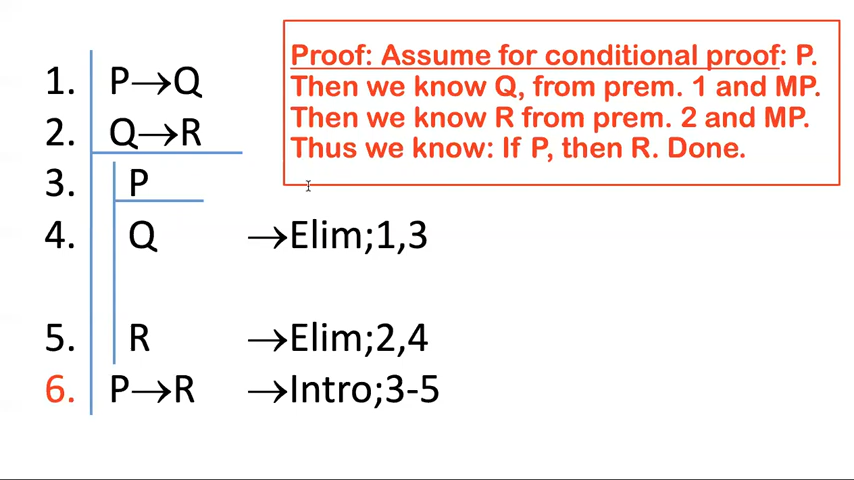 Proof: Assume for conditional proof: P.
Then we know Q, from prem. 1 and MP.
Then we know R from prem. 2 and MP.
Thus we know: If P, then R. Done.
1. P→Q
2. Q→R
3. P
4. Q →Elim;1,3
5. R →Elim;2,4
6. P→R →Intro;3-5